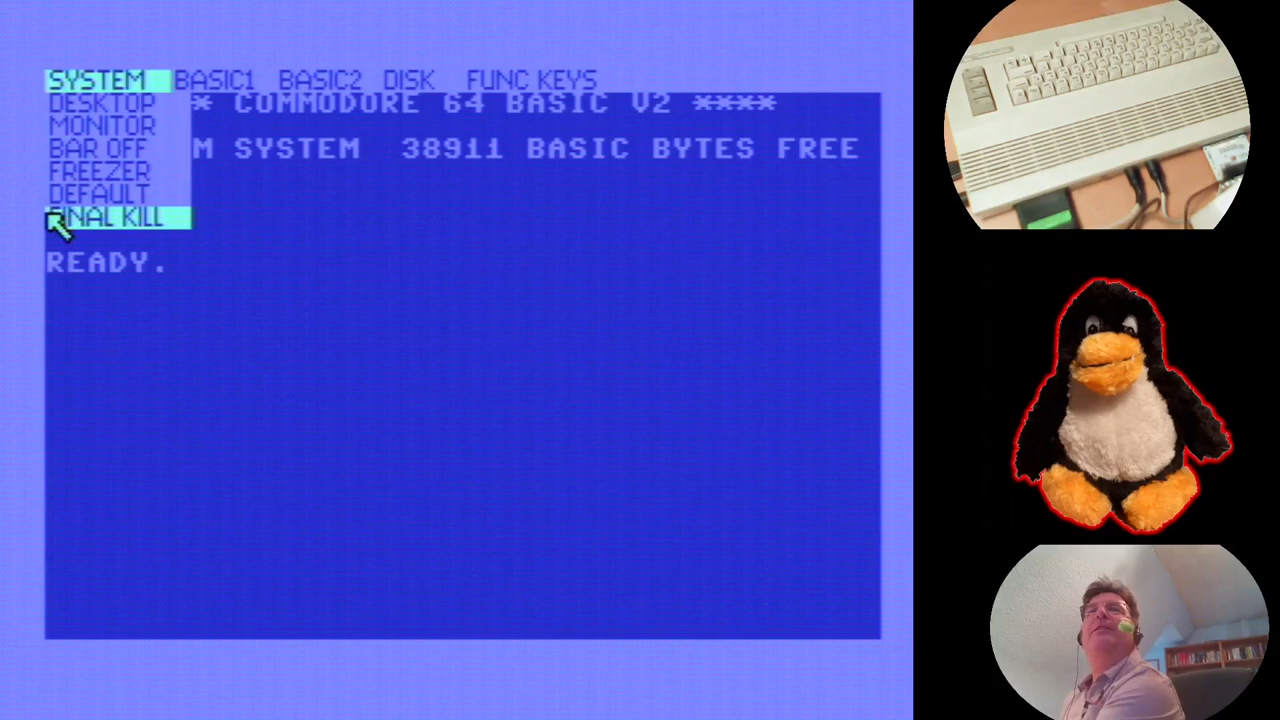 SYSTEM BASIC1 BASIC2 DISK FUNC KEYS
DESKTOP * COMMODORE 64 BASIC V2 ****
MONITOR
BAR OFF M SYSTEM 38911 BASIC BYTES FREE
FREEZER
DEFAULT
FINAL KILL
READY.